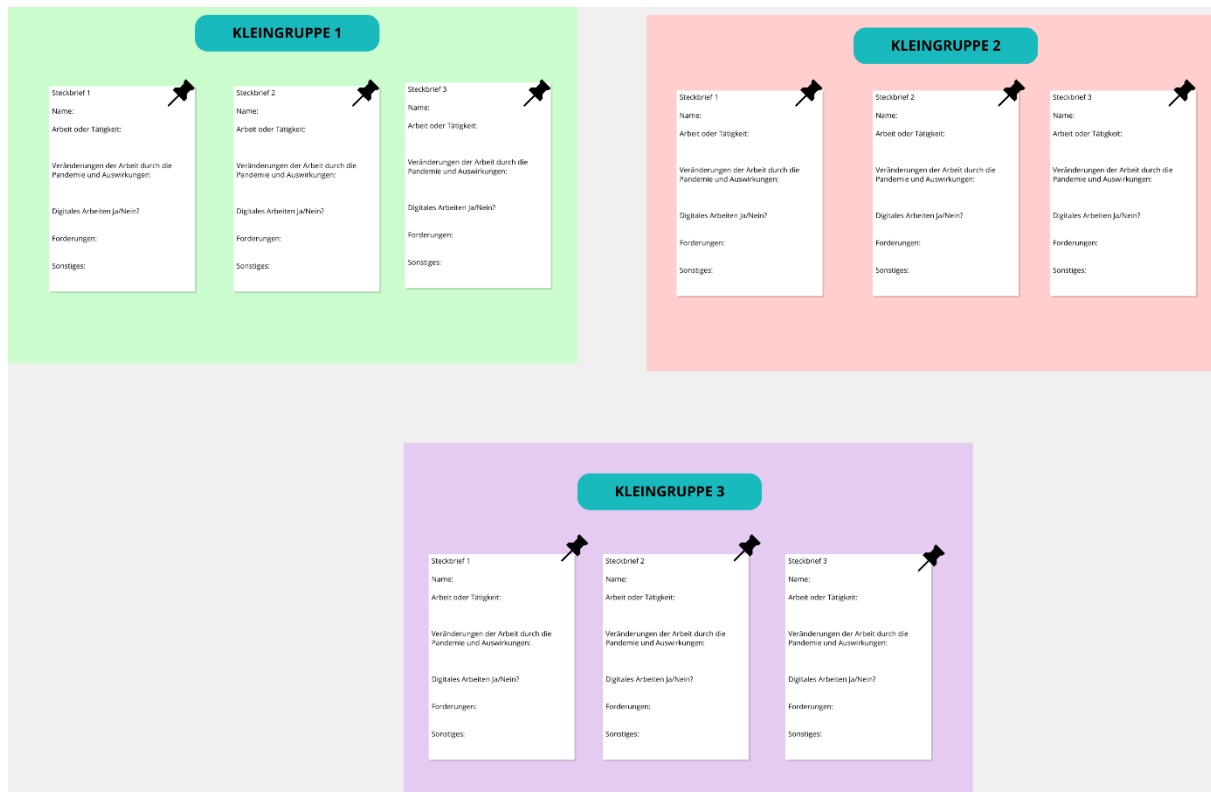 KLEINGRUPPE 1
Steckbrief 1
Name:
Arbeit oder Tätigkeit:
Veränderungen der Arbeit durch die
Pandemie und Auswirkungen:
Digitales Arbeiten Ja/Nein?
Forderungen:
Sonstiges:
Steckbrief 2
Name:
Arbeit oder Tätigkeit:
Veränderungen der Arbeit durch die
Pandemie und Auswirkungen:
Digitales Arbeiten Ja/Nein?
Forderungen:
Sonstiges:
Steckbrief 3
Name:
Arbeit oder Tätigkeit:
Veränderungen der Arbeit durch die
Pandemie und Auswirkungen:
Digitales Arbeiten Ja/Nein?
Forderungen:
Sonstiges:
KLEINGRUPPE 2
Steckbrief 1
Name:
Arbeit oder Tätigkeit:
Veränderungen der Arbeit durch die
Pandemie und Auswirkungen:
Digitales Arbeiten Ja/Nein?
Forderungen:
Sonstiges:
Steckbrief 2
Name:
Arbeit oder Tätigkeit:
Veränderungen der Arbeit durch die
Pandemie und Auswirkungen:
Digitales Arbeiten Ja/Nein?
Forderungen:
Sonstiges:
Steckbrief 3
Name:
Arbeit oder Tätigkeit:
Veränderungen der Arbeit durch die
Pandemie und Auswirkungen:
Digitales Arbeiten Ja/Nein?
Forderungen:
Sonstiges:
KLEINGRUPPE 3
Steckbrief 1
Name:
Arbeit oder Tätigkeit:
Veränderungen der Arbeit durch die
Pandemie und Auswirkungen:
Digitales Arbeiten Ja/Nein?
Forderungen:
Sonstiges:
Steckbrief 2
Name:
Arbeit oder Tätigkeit:
Veränderungen der Arbeit durch die
Pandemie und Auswirkungen:
Digitales Arbeiten Ja/Nein?
Forderungen:
Sonstiges:
Steckbrief 3
Name:
Arbeit oder Tätigkeit:
Veränderungen der Arbeit durch die
Pandemie und Auswirkungen:
Digitales Arbeiten Ja/Nein?
Forderungen:
Sonstiges: